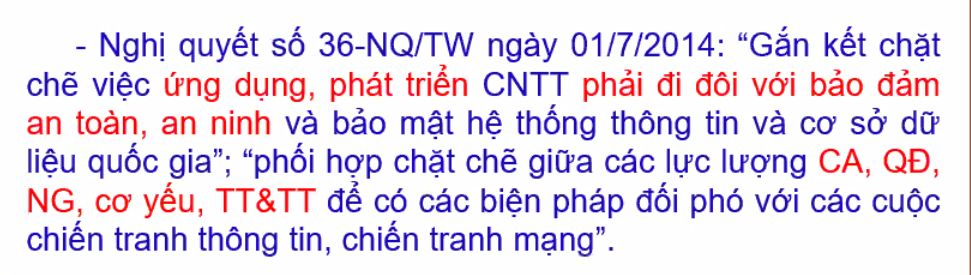 - Nghị quyết số 36-NQ/TW ngày 01/7/2014: “Gắn kết chặt
chẽ việc ứng dụng, phát triển CNTT phải đi đôi với bảo đảm
an toàn, an ninh và bảo mật hệ thống thông tin và cơ sở dữ
liệu quốc gia”; “phối hợp chặt chẽ giữa các lực lượng CA, QĐ,
NG, cơ yếu, TT&TT để có các biện pháp đối phó với các cuộc
chiến tranh thông tin, chiến tranh mạng”.